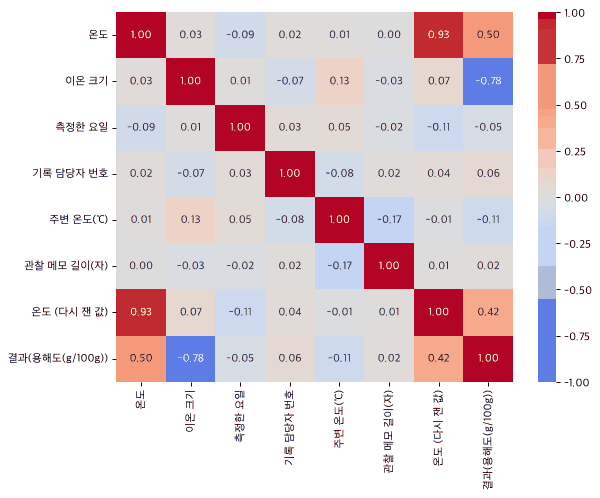 온도 1.00 0.03 -0.09 0.02 0.01 0.00 0.93 0.50
이온 크기 0.03 1.00 0.01 -0.07 0.13 -0.03 0.07 -0.78
측정한 요일 -0.09 0.01 1.00 0.03 0.05 -0.02 -0.11 -0.05
기록 담당자 번호 0.02 -0.07 0.03 1.00 -0.08 0.02 0.04 0.06
주변 온도(℃) 0.01 0.13 0.05 -0.08 1.00 -0.17 -0.01 -0.11
관찰 메모 길이(자) 0.00 -0.03 -0.02 0.02 -0.17 1.00 0.01 0.02
온도 (다시 잰 값) 0.93 0.07 -0.11 0.04 -0.01 0.01 1.00 0.42
결과(용해도(g/100g)) 0.50 -0.78 -0.05 0.06 -0.11 0.02 0.42 1.00
온도
이온 크기
측정한 요일
기록 담당자 번호
주변 온도(℃)
관찰 메모 길이(자)
온도 (다시 잰 값)
결과(용해도(g/100g))
1.00
0.75
0.50
0.25
0.00
-0.25
-0.50
-0.75
-1.00